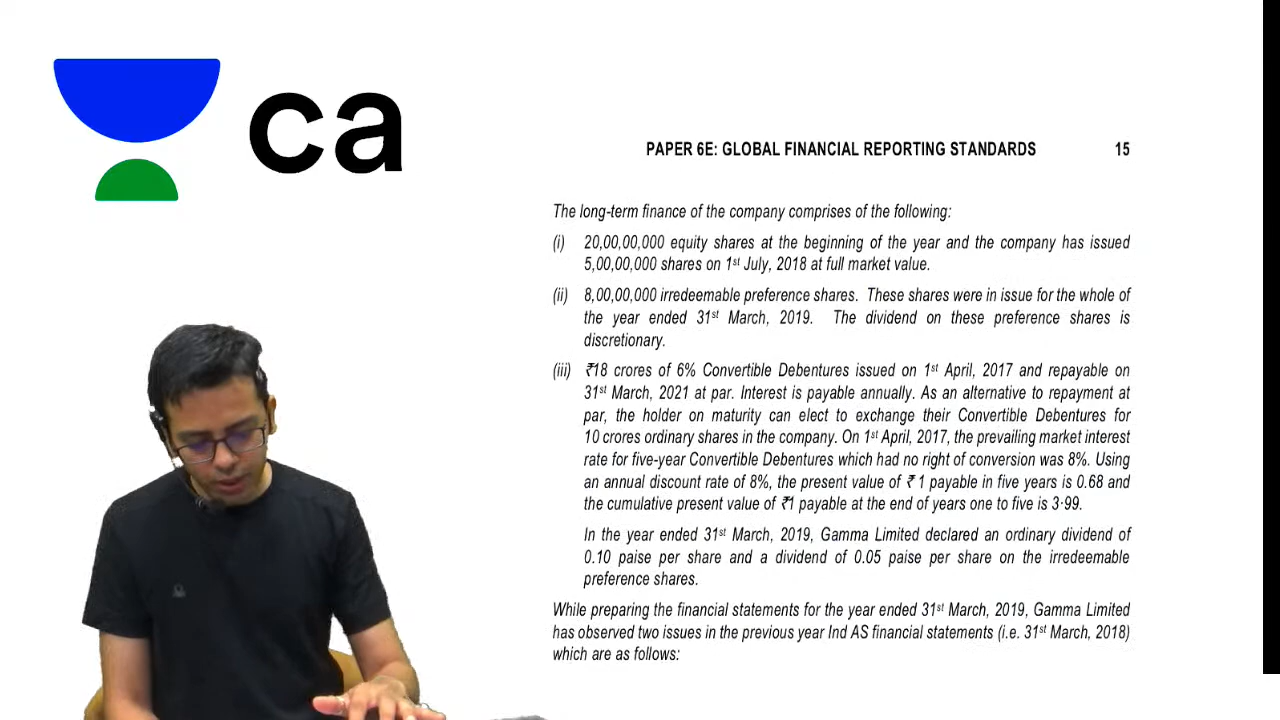 ca
PAPER 6E: GLOBAL FINANCIAL REPORTING STANDARDS 15
The long-term finance of the company comprises of the following:
(i) 20,00,00,000 equity shares at the beginning of the year and the company has issued
5,00,00,000 shares on 1st July, 2018 at full market value.
(ii) 8,00,00,000 irredeemable preference shares. These shares were in issue for the whole of
the year ended 31st March, 2019. The dividend on these preference shares is
discretionary.
(iii) ₹18 crores of 6% Convertible Debentures issued on 1st April, 2017 and repayable on
31st March, 2021 at par. Interest is payable annually. As an alternative to repayment at
par, the holder on maturity can elect to exchange their Convertible Debentures for
10 crores ordinary shares in the company. On 1st April, 2017, the prevailing market interest
rate for five-year Convertible Debentures which had no right of conversion was 8%. Using
an annual discount rate of 8%, the present value of ₹ 1 payable in five years is 0.68 and
the cumulative present value of ₹1 payable at the end of years one to five is 3·99.
In the year ended 31st March, 2019, Gamma Limited declared an ordinary dividend of
0.10 paise per share and a dividend of 0.05 paise per share on the irredeemable
preference shares.
While preparing the financial statements for the year ended 31st March, 2019, Gamma Limited
has observed two issues in the previous year Ind AS financial statements (i.e. 31st March, 2018)
which are as follows: